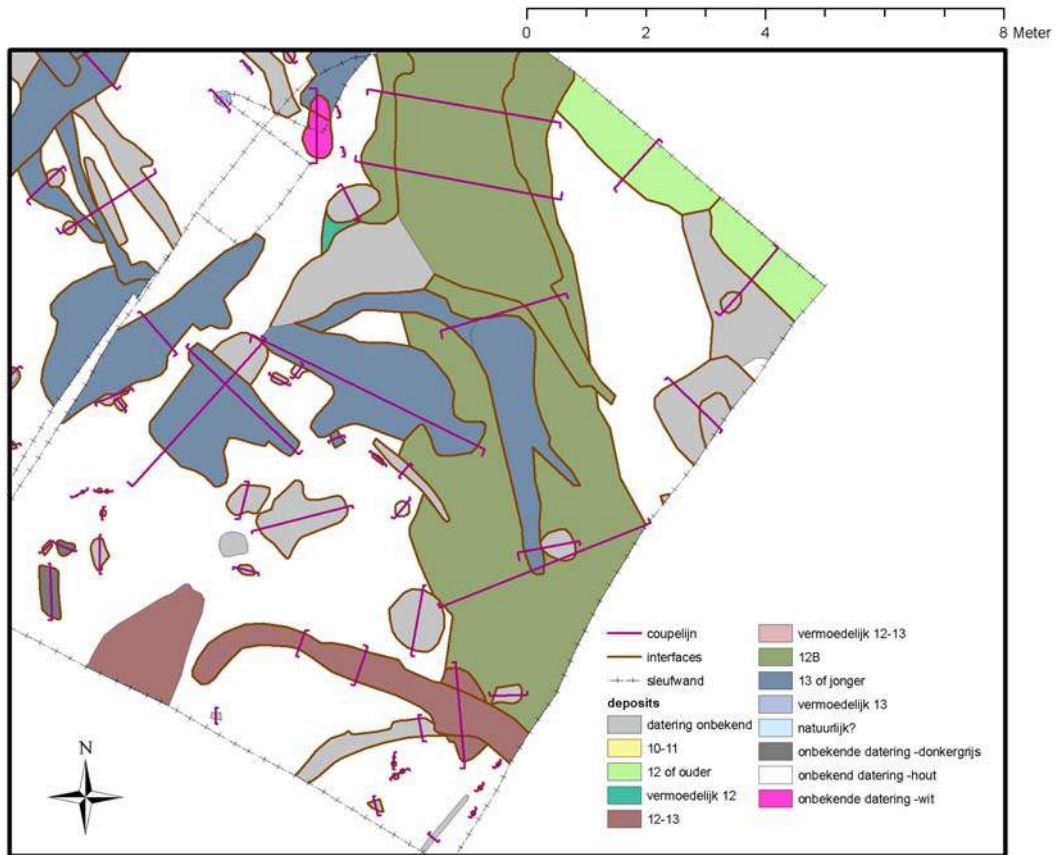 0 2 4 8 Meter
coupelijn
interfaces
sleufwand
deposits
datering onbekend
10-11
12 of ouder
vermoedelijk 12
12-13
vermoedelijk 12-13
12B
13 of jonger
vermoedelijk 13
natuurlijk?
onbekende datering -donkergrijs
onbekend datering -hout
onbekende datering -wit
N